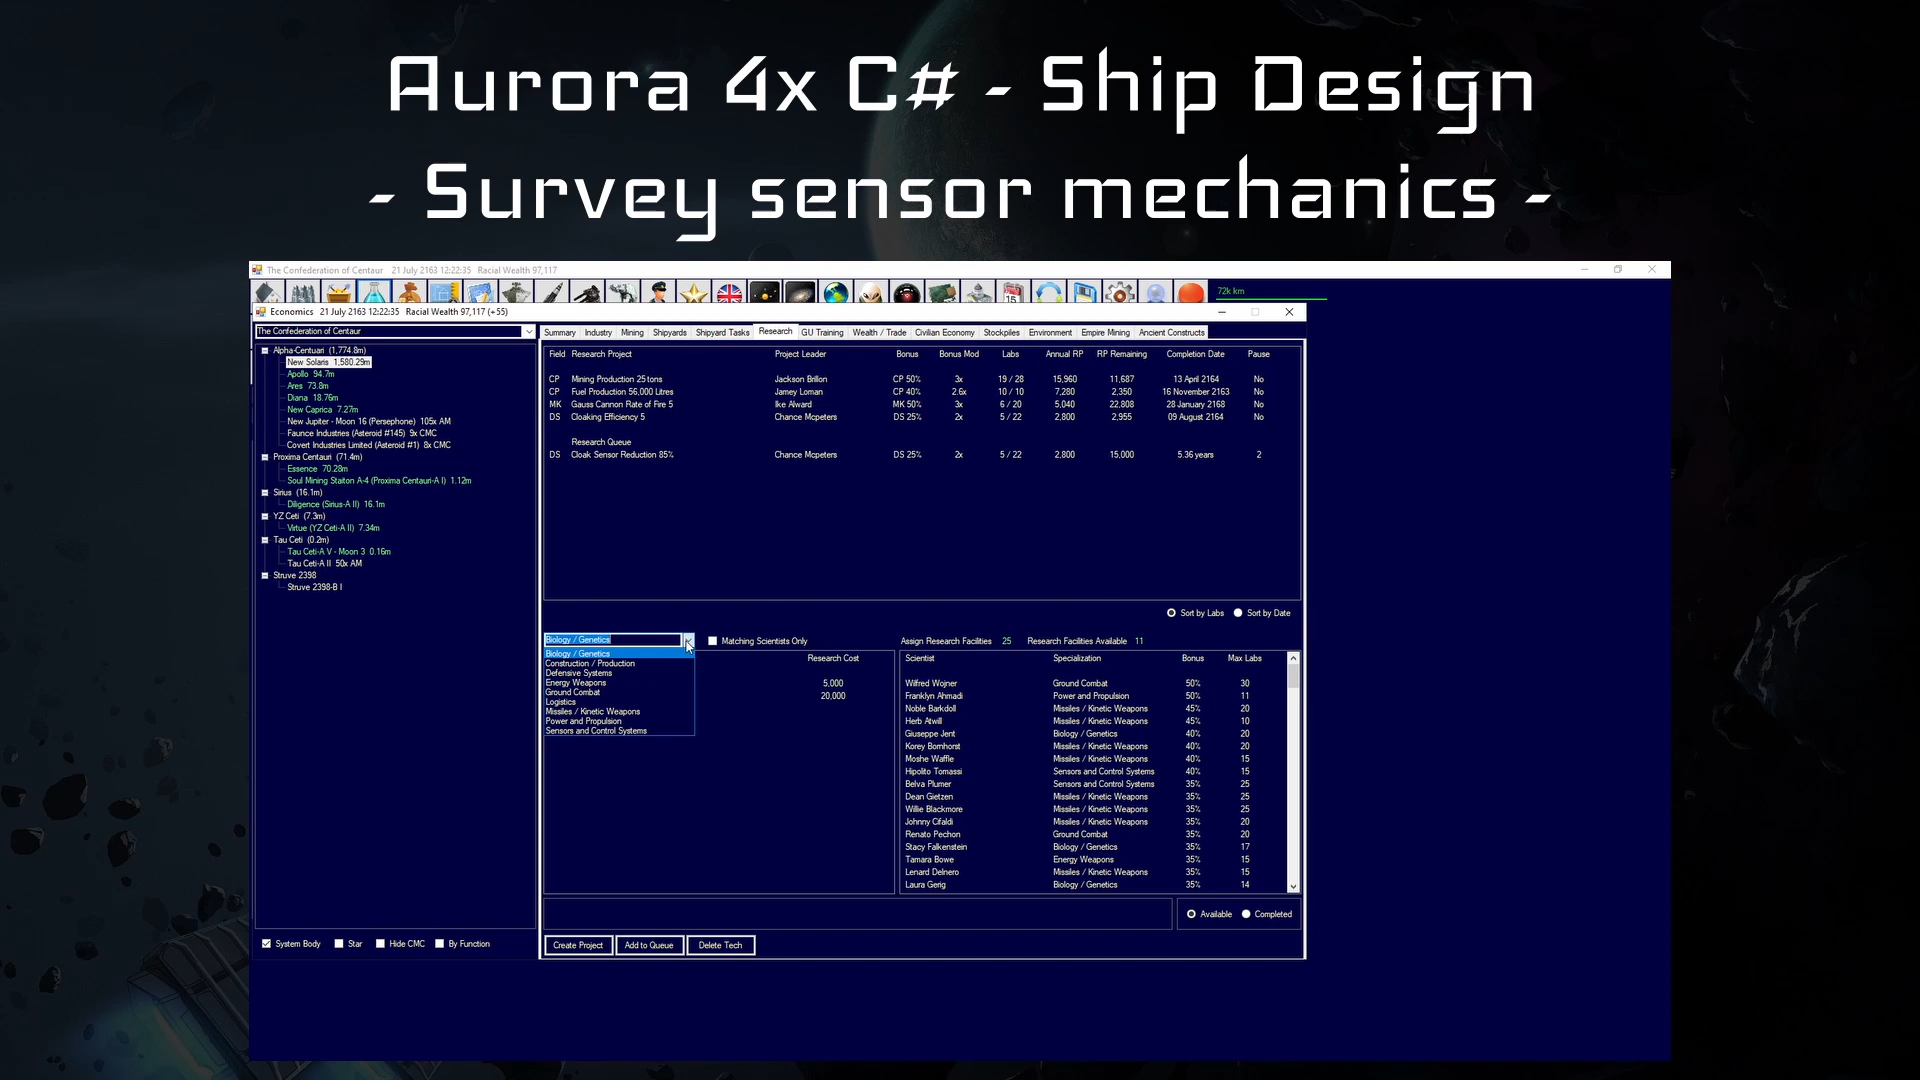 Aurora 4x C# - Ship Design
- Survey sensor mechanics -
The Confederation of Centaur 21 July 2163 12:22:35 Racial Wealth 97,117
15
72k km
Economics 21 July 2163 12:22:35 Racial Wealth 97,117 (+55)
The Confederation of Centaur
Summary Industry Mining Shipyards Shipyard Tasks Research GU Training Wealth / Trade Civilian Economy Stockpiles Environment Empire Mining Ancient Constructs
Alpha-Centuari (1,774.8m)
New Solaris 1,580.29m
Apollo 94.7m
Ares 73.8m
Diana 18.76m
New Caprica 7.27m
New Jupiter - Moon 16 (Persephone) 105x AM
Faunce Industries (Asteroid #145) 9x CMC
Covert Industries Limited (Asteroid #1) 8x CMC
Proxima Centauri (71.4m)
Essence 70.28m
Soul Mining Staiton A-4 (Proxima Centauri-A I) 1.12m
Sirius (16.1m)
Diligence (Sirius-A II) 16.1m
YZ Ceti (7.3m)
Virtue (YZ Ceti-A II) 7.34m
Tau Ceti (0.2m)
Tau Ceti-A V - Moon 3 0.16m
Tau Ceti-A II 50x AM
Struve 2398
Struve 2398-B I
System Body Star Hide CMC By Function
Field Research Project Project Leader Bonus Bonus Mod Labs Annual RP RP Remaining Completion Date Pause
CP Mining Production 25 tons Jackson Brillon CP 50% 3x 19 / 28 15,960 11,687 13 April 2164 No
CP Fuel Production 56,000 Litres Jamey Loman CP 40% 2.6x 10 / 10 7,280 2,350 16 November 2163 No
MK Gauss Cannon Rate of Fire 5 Ike Alward MK 50% 3x 6 / 20 5,040 22,808 28 January 2168 No
DS Cloaking Efficiency 5 Chance Mcpeters DS 25% 2x 5 / 22 2,800 2,955 09 August 2164 No
Research Queue
DS Cloak Sensor Reduction 85% Chance Mcpeters DS 25% 2x 5 / 22 2,800 15,000 5.36 years 2
Sort by Labs Sort by Date
Biology / Genetics
Matching Scientists Only
Assign Research Facilities 25 Research Facilities Available 11
Biology / Genetics
Construction / Production
Defensive Systems
Energy Weapons
Ground Combat
Logistics
Missiles / Kinetic Weapons
Power and Propulsion
Sensors and Control Systems
Research Cost
5,000
20,000
Scientist Specialization Bonus Max Labs
Wilfred Wojner Ground Combat 50% 30
Franklyn Ahmadi Power and Propulsion 50% 11
Noble Barkdoll Missiles / Kinetic Weapons 45% 20
Herb Atwill Missiles / Kinetic Weapons 45% 10
Giuseppe Jent Biology / Genetics 40% 20
Korey Bornhorst Missiles / Kinetic Weapons 40% 20
Moshe Waffle Missiles / Kinetic Weapons 40% 15
Hipolito Tomassi Sensors and Control Systems 40% 15
Belva Plumer Sensors and Control Systems 35% 25
Dean Gietzen Missiles / Kinetic Weapons 35% 25
Willie Blackmore Missiles / Kinetic Weapons 35% 25
Johnny Cifaldi Missiles / Kinetic Weapons 35% 20
Renato Pechon Ground Combat 35% 20
Stacy Falkenstein Biology / Genetics 35% 17
Tamara Bowe Energy Weapons 35% 15
Lenard Delnero Missiles / Kinetic Weapons 35% 15
Laura Gerig Biology / Genetics 35% 14
Available Completed
Create Project Add to Queue Delete Tech